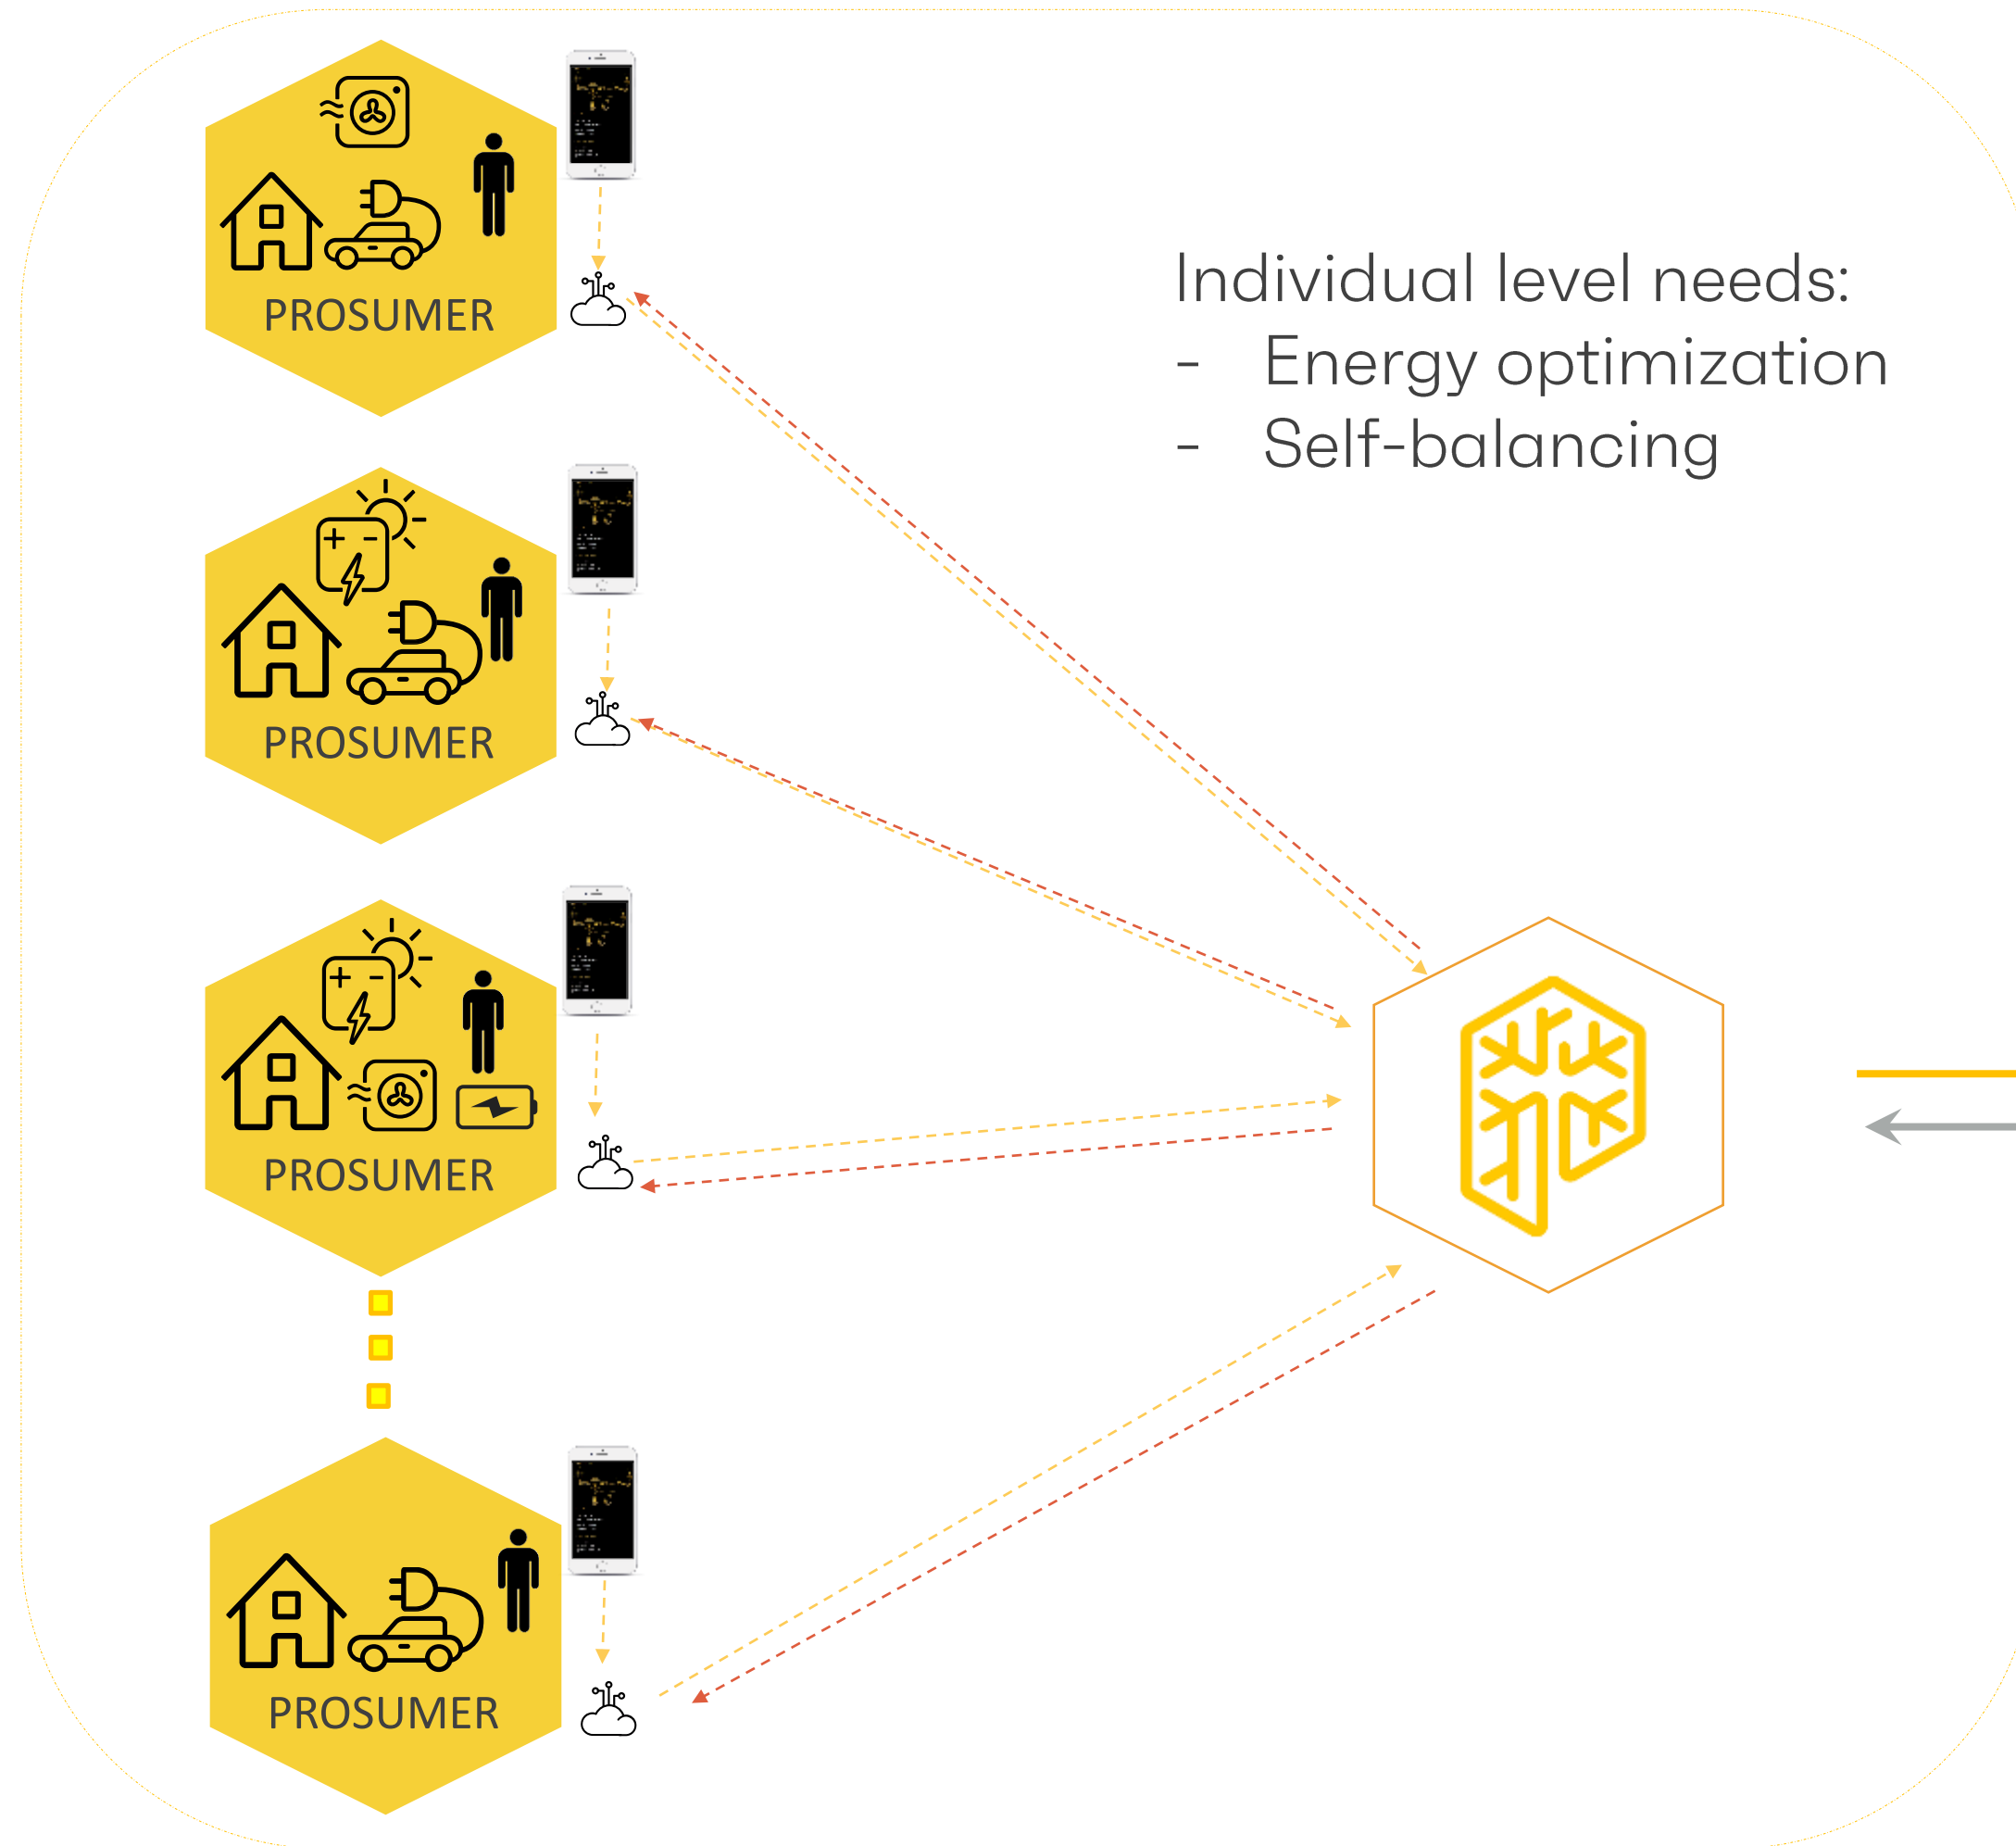 PROSUMER
Individual level needs:
- Energy optimization
- Self-balancing
PROSUMER
PROSUMER
PROSUMER